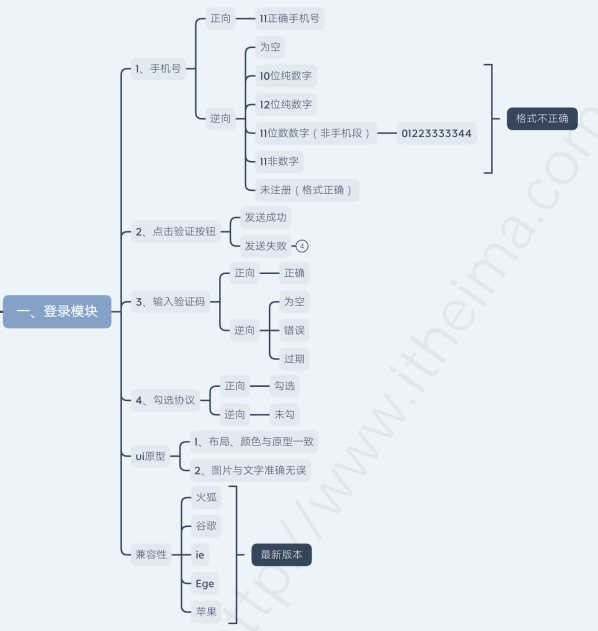 一、登录模块
1、手机号
正向
11正确手机号
逆向
为空
10位纯数字
12位纯数字
11位数数字（非手机段）
01223333344
11非数字
未注册（格式正确）
格式不正确
2、点击验证按钮
发送成功
发送失败
4
3、输入验证码
正向
正确
逆向
为空
错误
过期
4、勾选协议
正向
勾选
逆向
未勾
ui原型
1、布局、颜色与原型一致
2、图片与文字准确无误
兼容性
火狐
谷歌
ie
Ege
苹果
最新版本
http://www.itheima.com